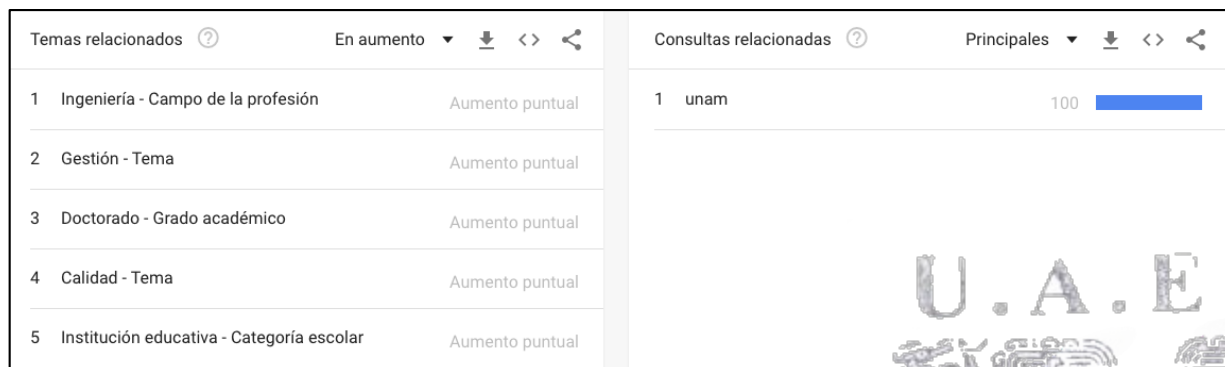 Temas relacionados
En aumento
1 Ingeniería - Campo de la profesión Aumento puntual
2 Gestión - Tema Aumento puntual
3 Doctorado - Grado académico Aumento puntual
4 Calidad - Tema Aumento puntual
5 Institución educativa - Categoría escolar Aumento puntual
Consultas relacionadas
Principales
1 unam 100
U.A.E